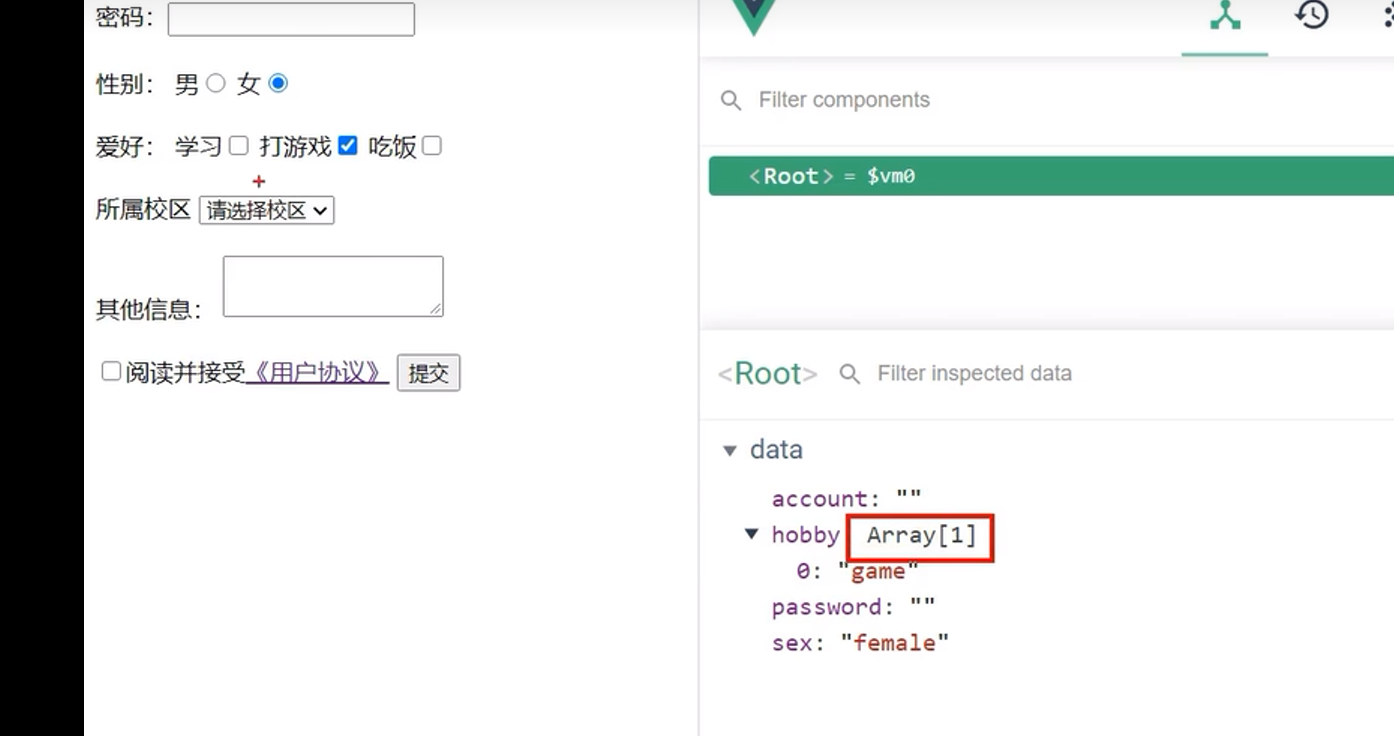 密码：
性别： 男 女
爱好： 学习 打游戏 吃饭
所属校区 请选择校区
其他信息：
阅读并接受《用户协议》 提交
Filter components
<Root> = $vm0
<Root> Filter inspected data
data
account: ""
hobby Array[1]
0: "game"
password: ""
sex: "female"